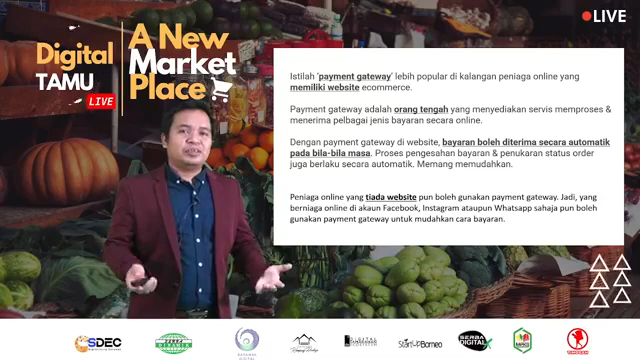 LIVE
Digital
TAMU
LIVE
A New
Market
Place
Istilah 'payment gateway' lebih popular di kalangan peniaga online yang
memiliki website ecommerce.
Payment gateway adalah orang tengah yang menyediakan servis memproses &
menerima pelbagai jenis bayaran secara online.
Dengan payment gateway di website, bayaran boleh diterima secara automatik
pada bila-bila masa. Proses pengesahan bayaran & penukaran status order
juga berlaku secara automatik. Memang memudahkan.
Peniaga online yang tiada website pun boleh gunakan payment gateway. Jadi, yang
berniaga online di akaun Facebook, Instagram ataupun Whatsapp sahaja pun boleh
gunakan payment gateway untuk mudahkan cara bayaran.
SDEC
StartUpBorneo
SERBA
DIGITAL